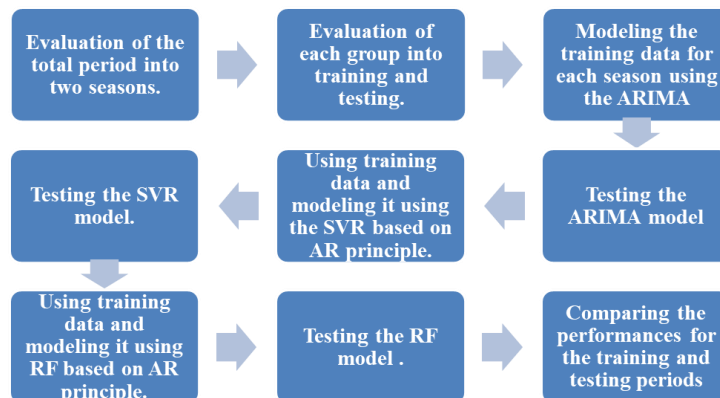 Evaluation of the
total period into
two seasons.
Evaluation of
each group into
training and
testing.
Modeling the
training data for
each season using
the ARIMA
Testing the
ARIMA model
Using training
data and
modeling it using
the SVR based on
AR principle.
Testing the SVR
model.
Using training
data and
modeling it using
RF based on AR
principle.
Testing the RF
model .
Comparing the
performances for
the training and
testing periods